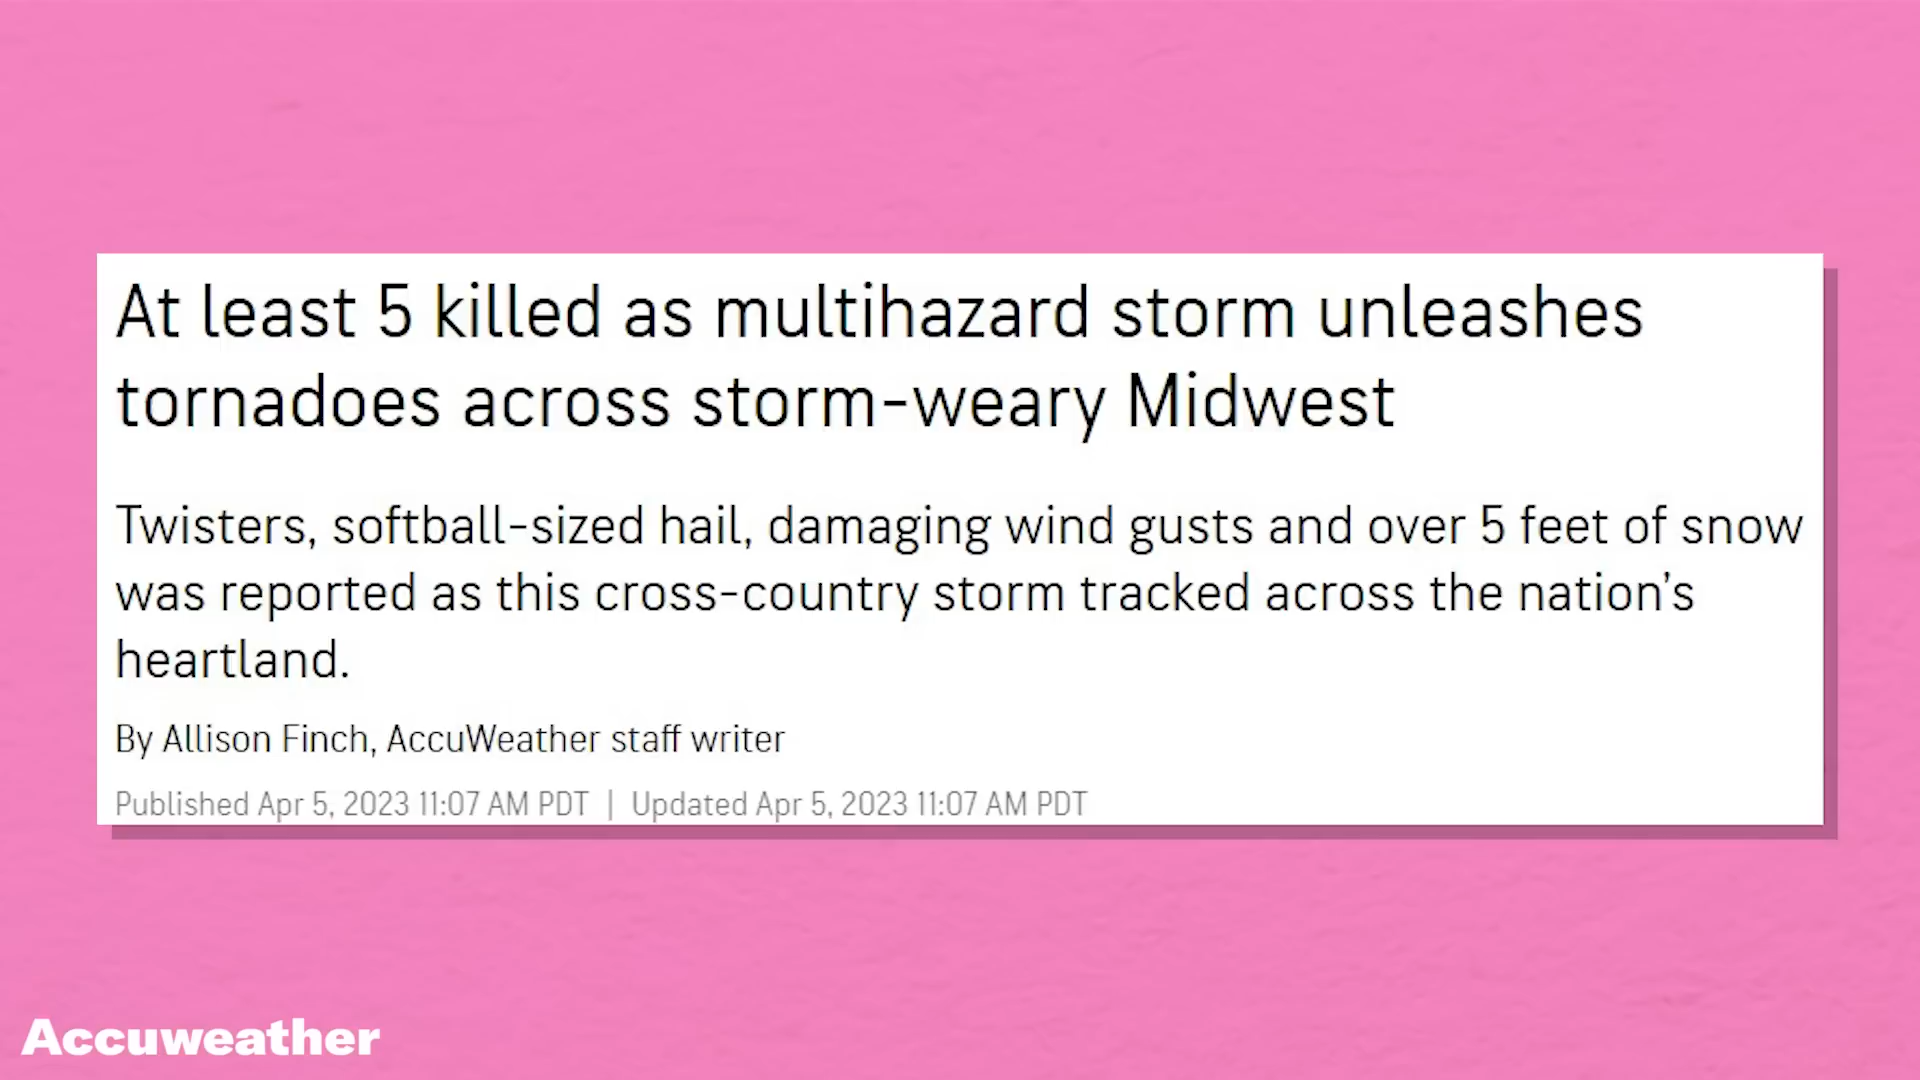 At least 5 killed as multihazard storm unleashes
tornadoes across storm-weary Midwest
Twisters, softball-sized hail, damaging wind gusts and over 5 feet of snow
was reported as this cross-country storm tracked across the nation’s
heartland.
By Allison Finch, AccuWeather staff writer
Published Apr 5, 2023 11:07 AM PDT | Updated Apr 5, 2023 11:07 AM PDT
Accuweather